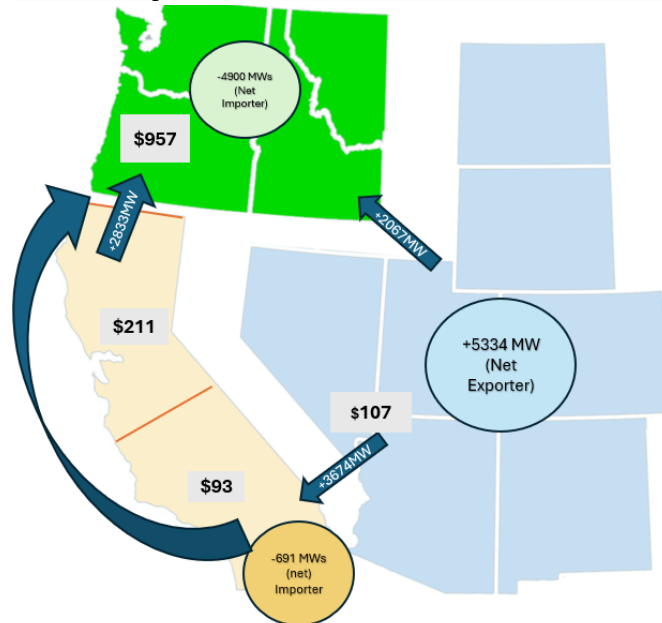 -4900 MWs
(Net
Importer)
$957
+2833MW
+2067MW
$211
+5334 MW
(Net
Exporter)
$107
+3674MW
$93
-691 MWs
(net)
Importer